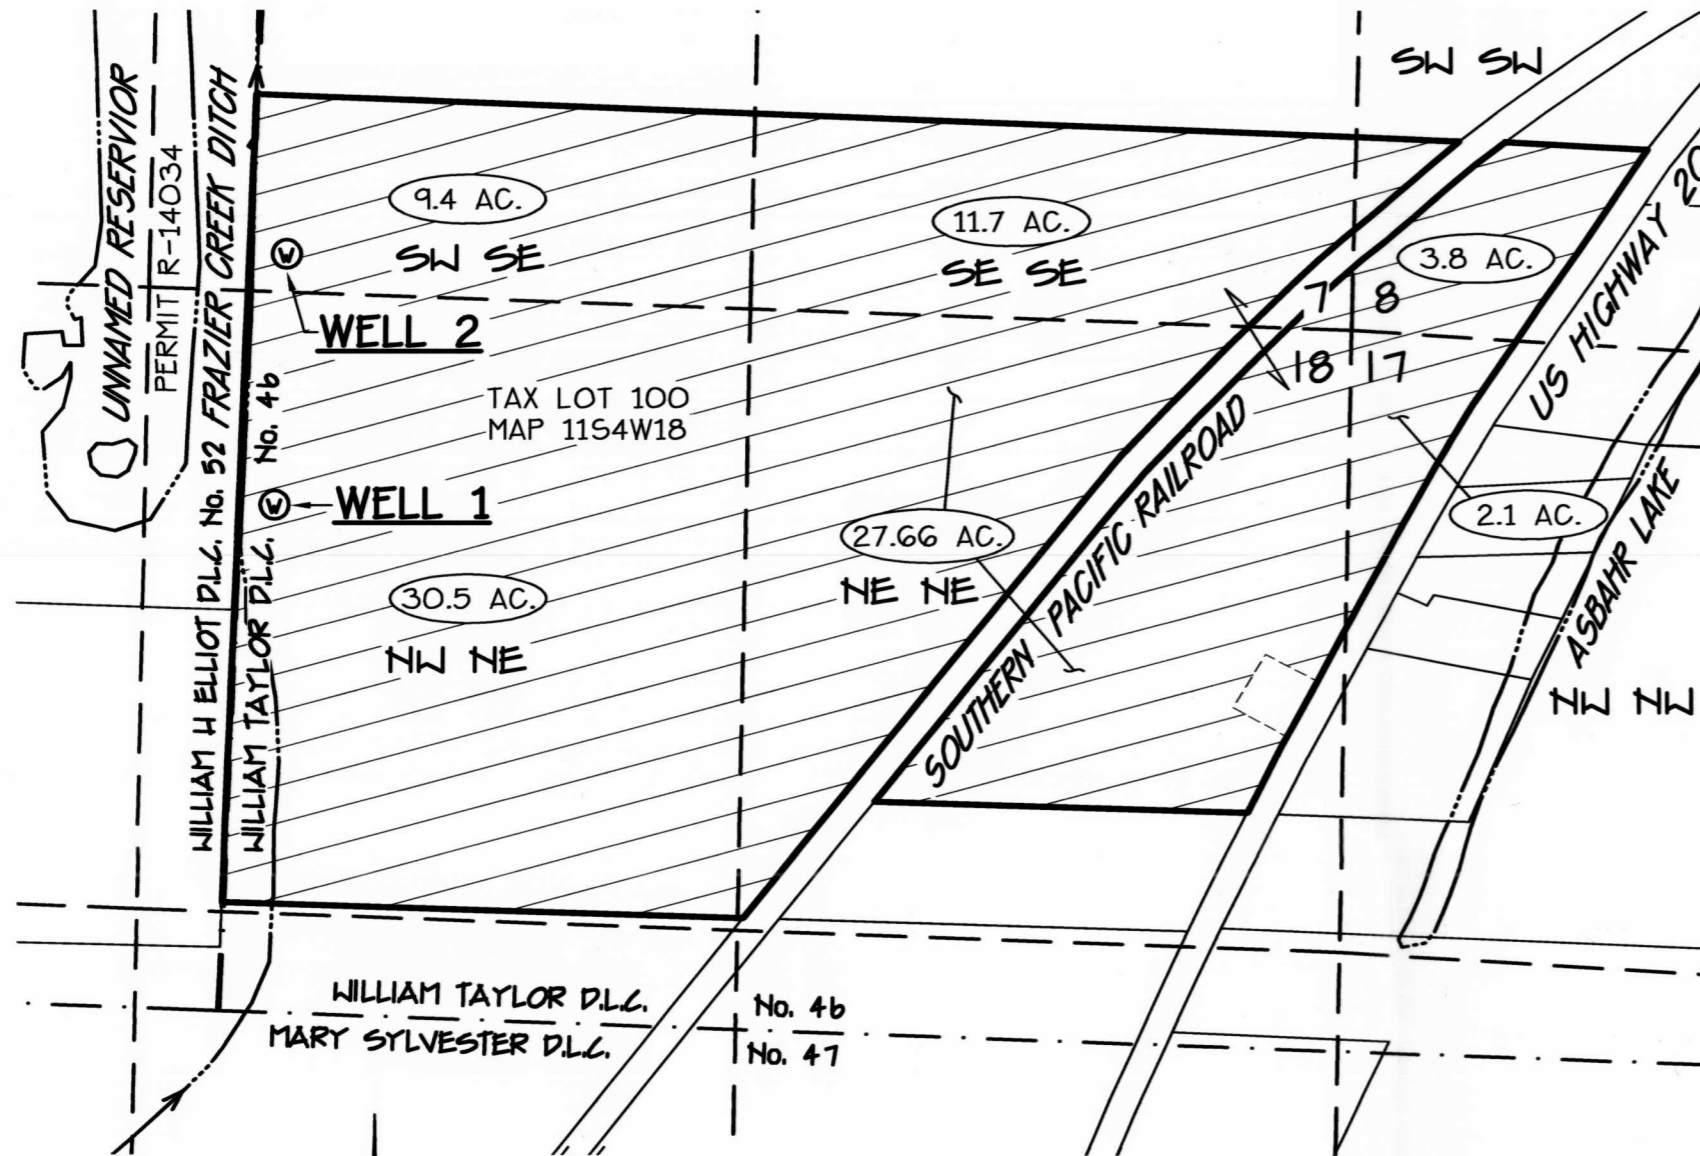 SW SW
UNNAMED RESERVIOR
PERMIT R-14034
FRAZIER CREEK DITCH
9.4 AC.
SW SE
11.7 AC.
SE SE
3.8 AC.
US HIGHWAY 20
W
WELL 2
7 8
18 17
TAX LOT 100
MAP 11S4W18
W
WELL 1
WILLIAM H ELLIOT D.L.C. No. 52
WILLIAM TAYLOR D.L.C. No. 46
27.66 AC.
NE NE
SOUTHERN PACIFIC RAILROAD
2.1 AC.
ASBAHR LAKE
30.5 AC.
NW NE
NW NW
WILLIAM TAYLOR D.L.C. No. 46
MARY SYLVESTER D.L.C. No. 47